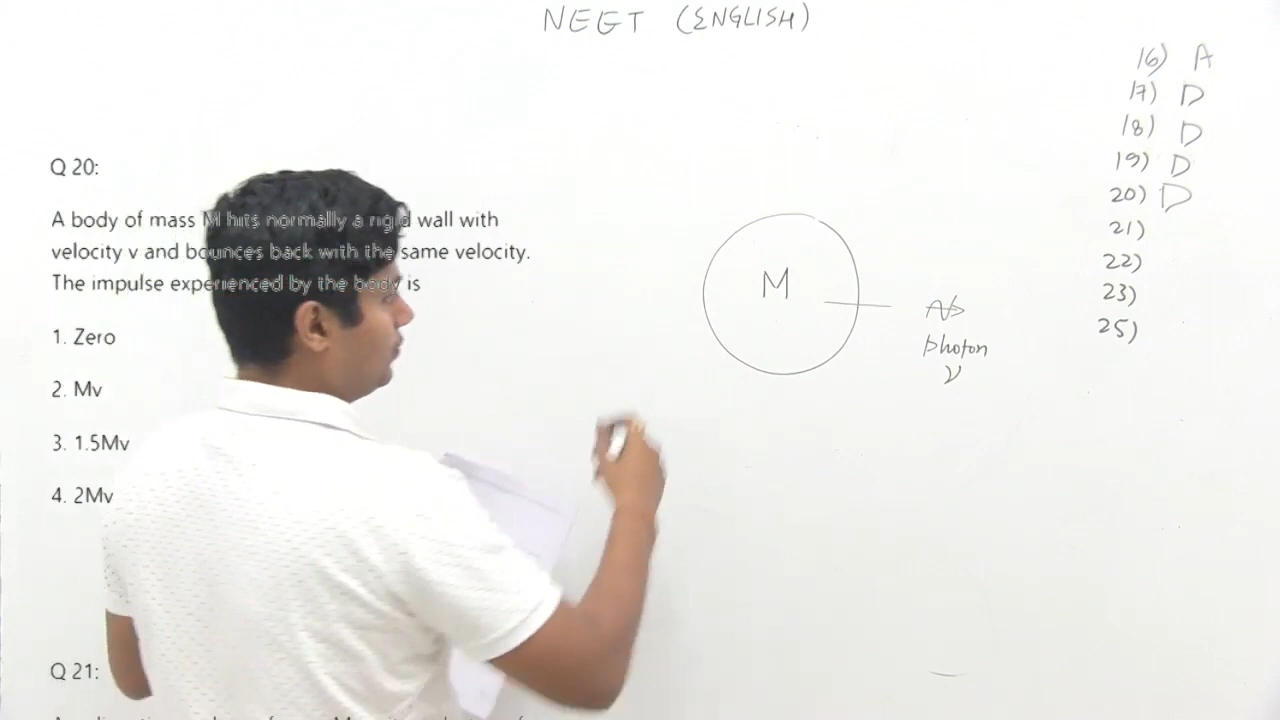 NEET (ENGLISH)
16) A
17) D
18) D
19) D
20) D
21)
22)
23)
25)
Q 20:
A body of mass M hits normally a rigid wall with
velocity v and bounces back with the same velocity.
The impulse experienced by the body is
1. Zero
2. Mv
3. 1.5Mv
4. 2Mv
M
photon
ν
Q 21: